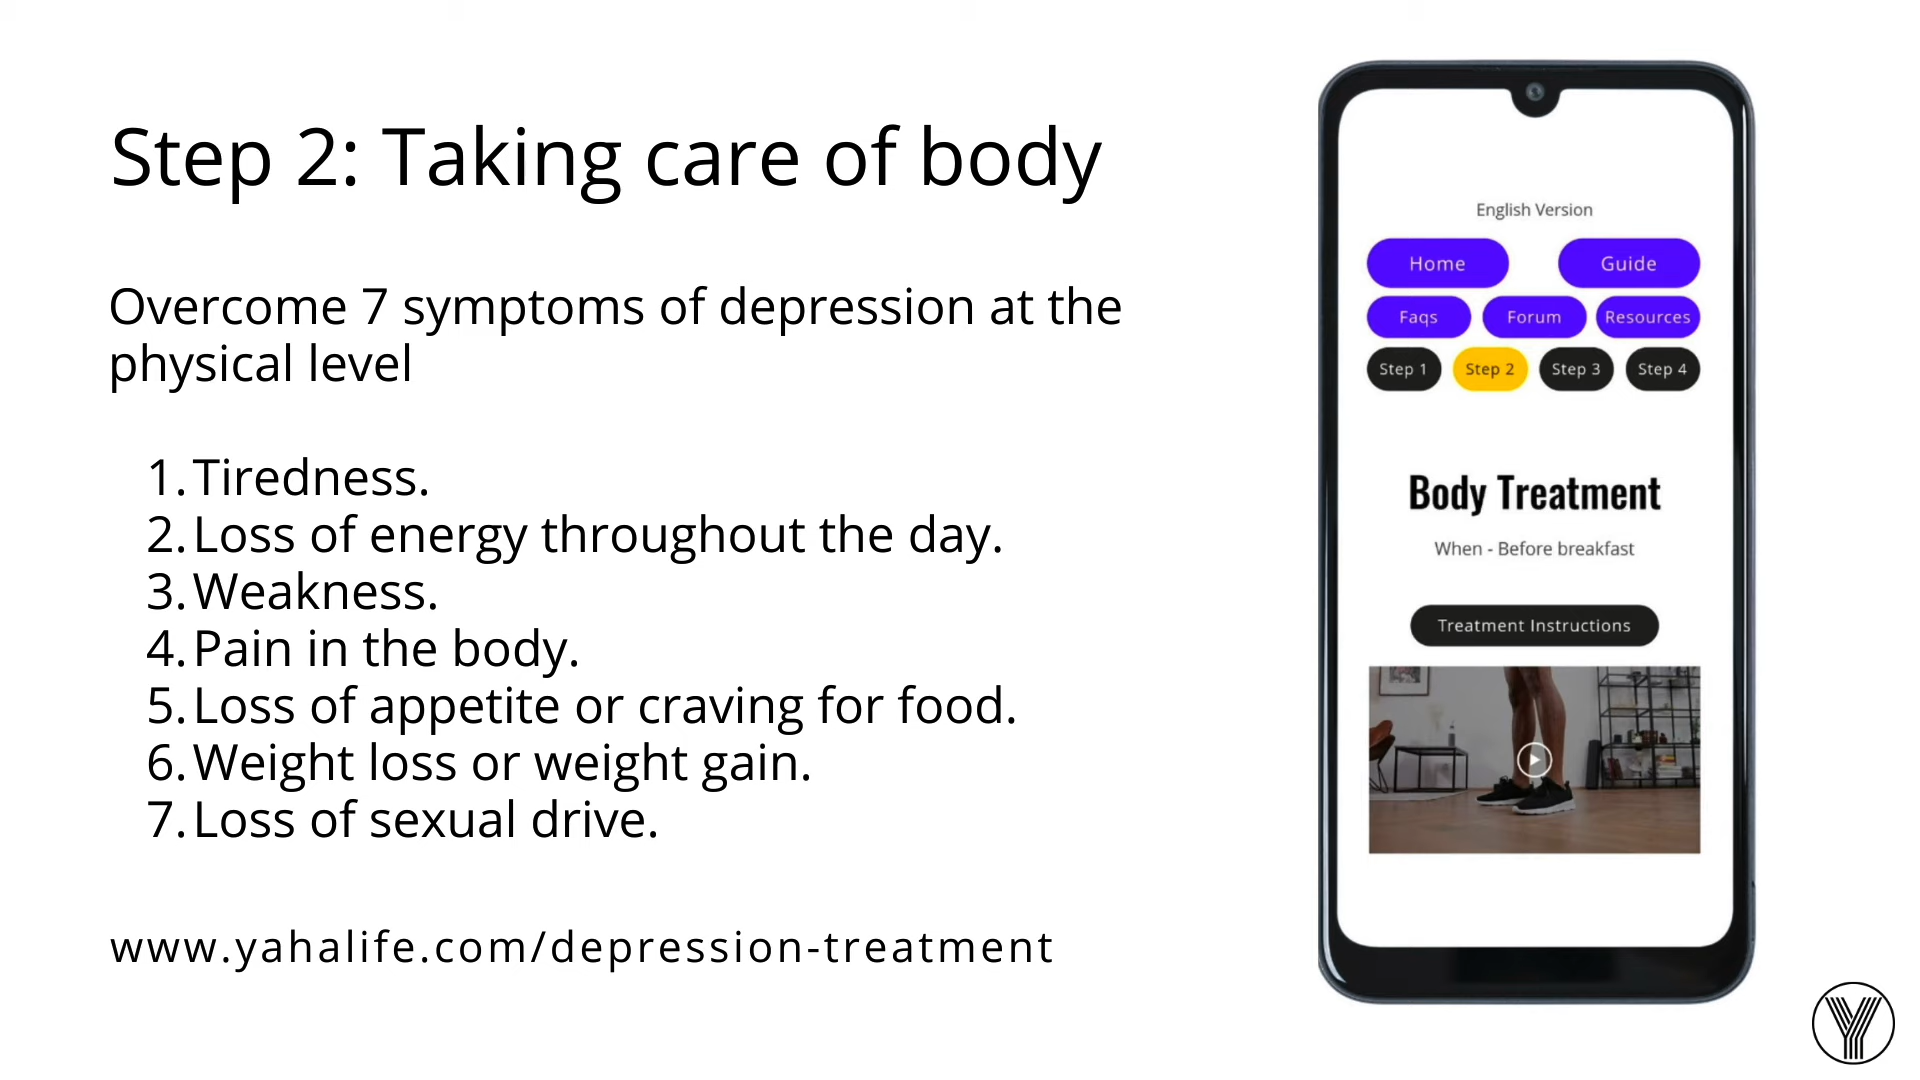 Step 2: Taking care of body
Overcome 7 symptoms of depression at the
physical level
1. Tiredness.
2. Loss of energy throughout the day.
3. Weakness.
4. Pain in the body.
5. Loss of appetite or craving for food.
6. Weight loss or weight gain.
7. Loss of sexual drive.
www.yahalife.com/depression-treatment
English Version
Home Guide
Faqs Forum Resources
Step 1 Step 2 Step 3 Step 4
Body Treatment
When - Before breakfast
Treatment Instructions
Y